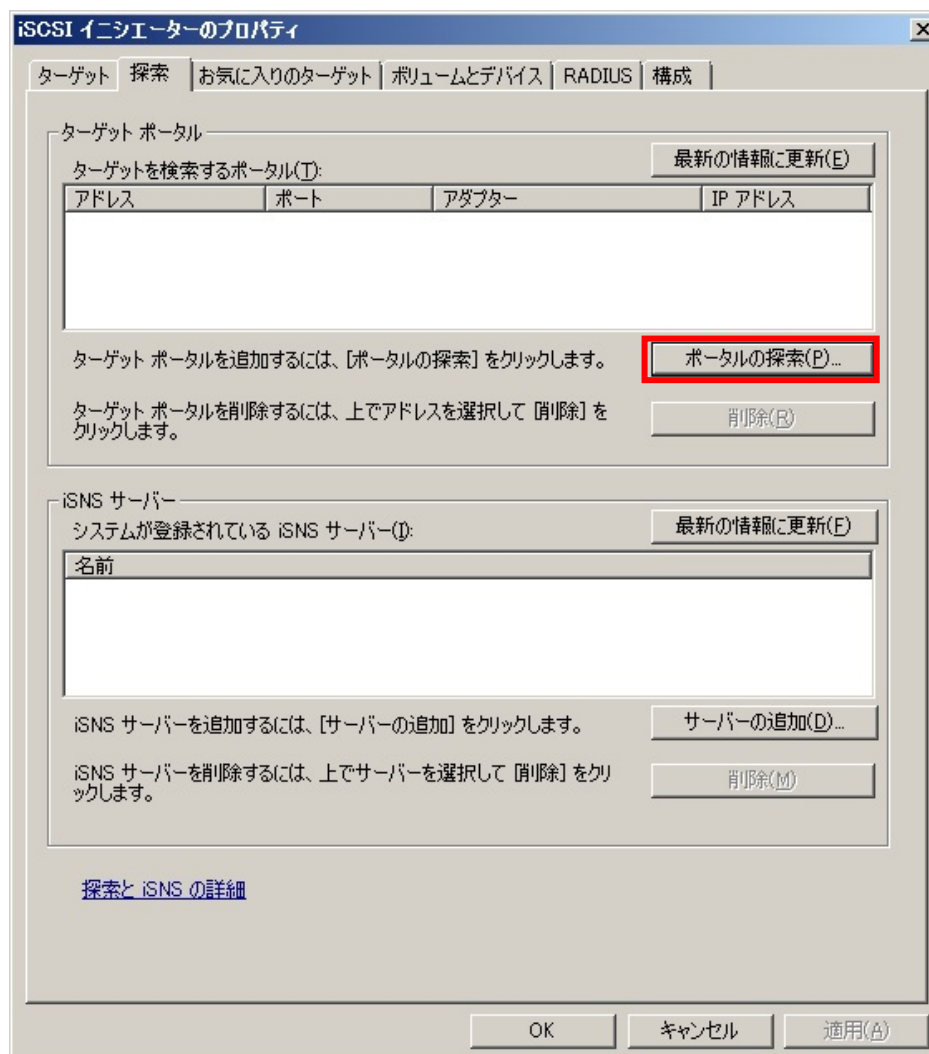 iSCSI イニシエーターのプロパティ
ターゲット 探索 お気に入りのターゲット ボリュームとデバイス RADIUS 構成
ターゲット ポータル
最新の情報に更新(E)
ターゲットを検索するポータル(T):
アドレス ポート アダプター IP アドレス
ターゲット ポータルを追加するには、[ポータルの探索] をクリックします。
ポータルの探索(P)...
ターゲット ポータルを削除するには、上でアドレスを選択して [削除] を
クリックします。
削除(R)
iSNS サーバー
システムが登録されている iSNS サーバー(I):
最新の情報に更新(F)
名前
iSNS サーバーを追加するには、[サーバーの追加] をクリックします。
サーバーの追加(D)...
iSNS サーバーを削除するには、上でサーバーを選択して [削除] をクリ
ックします。
削除(M)
探索と iSNS の詳細
OK キャンセル 適用(A)